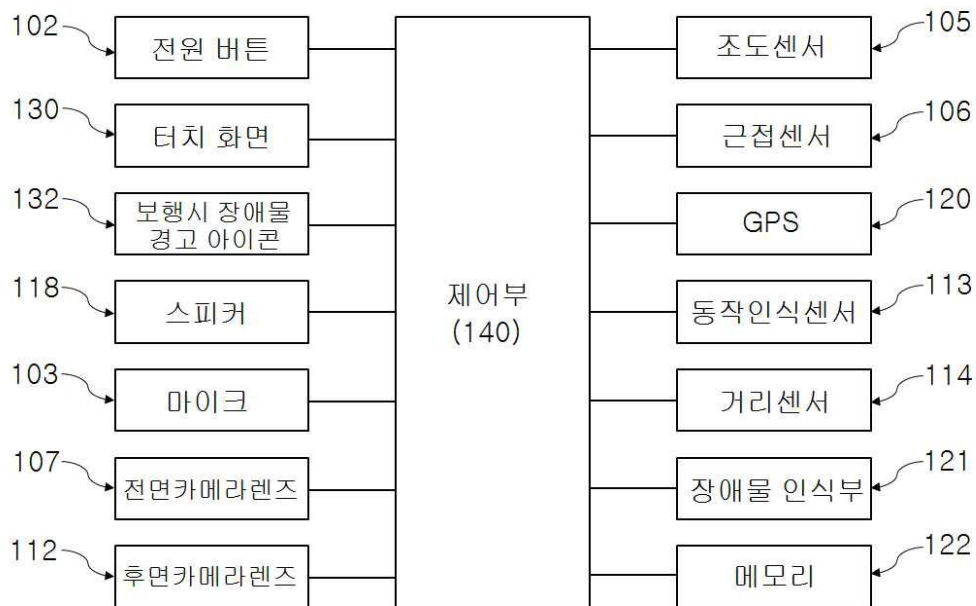 102
전원 버튼
130
터치 화면
132
보행시 장애물
경고 아이콘
118
스피커
103
마이크
107
전면카메라렌즈
112
후면카메라렌즈
제어부
(140)
105
조도센서
106
근접센서
120
GPS
113
동작인식센서
114
거리센서
121
장애물 인식부
122
메모리